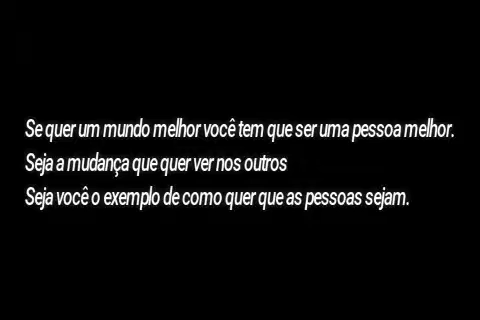 Se quer um mundo melhor você tem que ser uma pessoa melhor.
Seja a mudança que quer ver nos outros
Seja você o exemplo de como quer que as pessoas sejam.